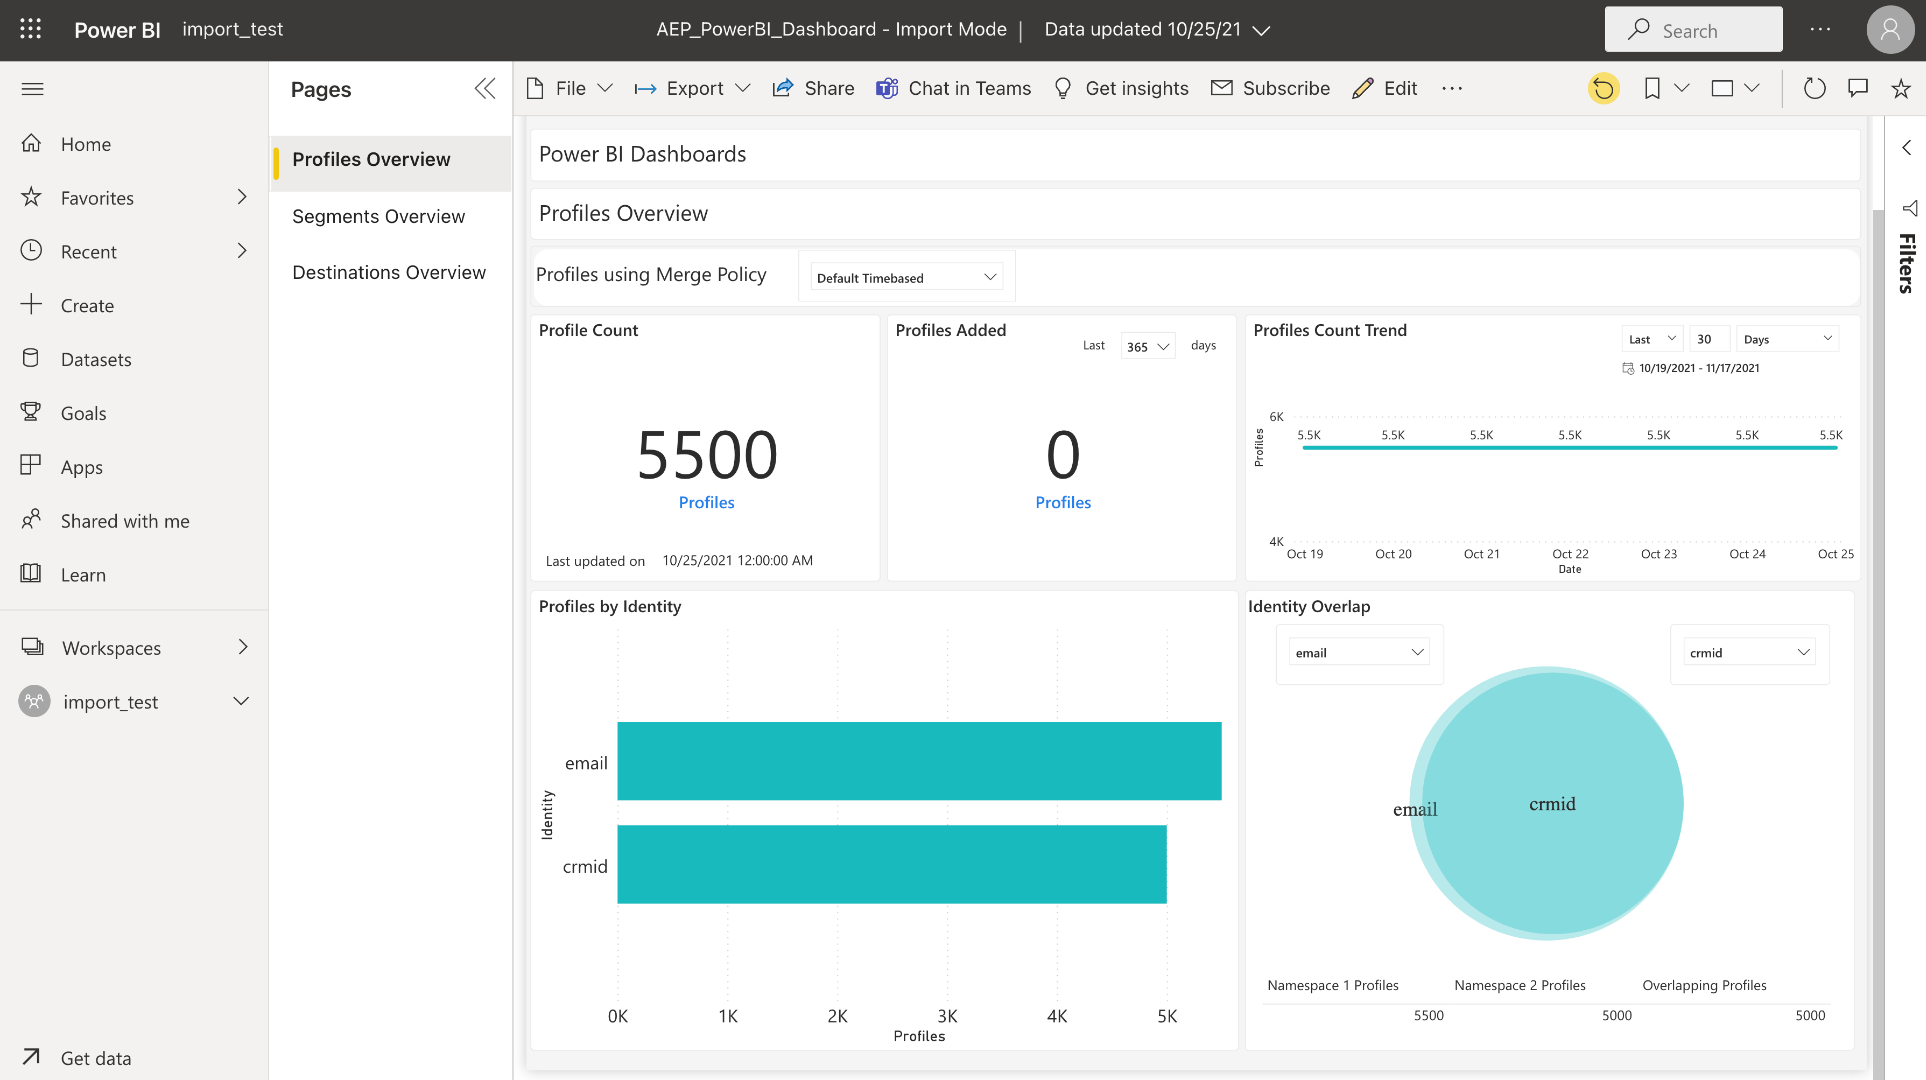 Power BI import_test
AEP_PowerBI_Dashboard - Import Mode | Data updated 10/25/21
Search
Home
Favorites
Recent
Create
Datasets
Goals
Apps
Shared with me
Learn
Workspaces
import_test
Get data
Pages
Profiles Overview
Segments Overview
Destinations Overview
File Export Share Chat in Teams Get insights Subscribe Edit
Power BI Dashboards
Profiles Overview
Profiles using Merge Policy Default Timebased
Profile Count
5500
Profiles
Last updated on 10/25/2021 12:00:00 AM
Profiles Added
Last 365 days
0
Profiles
Profiles Count Trend
Last 30 Days
10/19/2021 - 11/17/2021
6K
5.5K 5.5K 5.5K 5.5K 5.5K 5.5K 5.5K
Profiles
4K
Oct 19 Oct 20 Oct 21 Oct 22 Oct 23 Oct 24 Oct 25
Date
Profiles by Identity
email
Identity
crmid
0K 1K 2K 3K 4K 5K
Profiles
Identity Overlap
email crmid
email crmid
Namespace 1 Profiles Namespace 2 Profiles Overlapping Profiles
5500 5000 5000
Filters